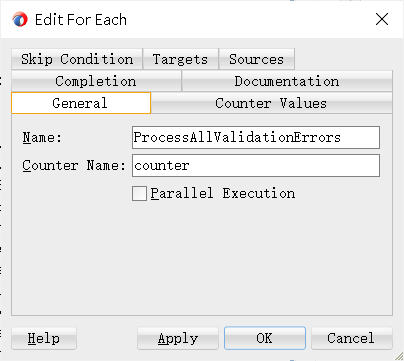 Edit For Each
Skip Condition Targets Sources
Completion Documentation
General Counter Values
Name: ProcessAllValidationErrors
Counter Name: counter
Parallel Execution
Help Apply OK Cancel